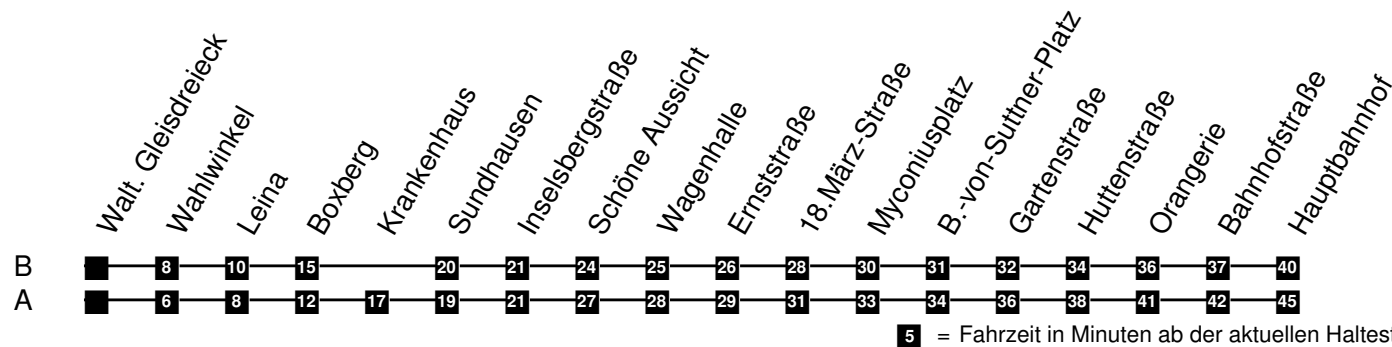 Walt. Gleisdreieck
Wahlwinkel
Leina
Boxberg
Krankenhaus
Sundhausen
Inselsbergstraße
Schöne Aussicht
Wagenhalle
Ernststraße
18.März-Straße
Myconiusplatz
B.-von-Suttner-Platz
Gartenstraße
Huttenstraße
Orangerie
Bahnhofstraße
Hauptbahnhof
B 8 10 15 20 21 24 25 26 28 30 31 32 34 36 37 40
A 6 8 12 17 19 21 27 28 29 31 33 34 36 38 41 42 45
5 = Fahrzeit in Minuten ab der aktuellen Haltest